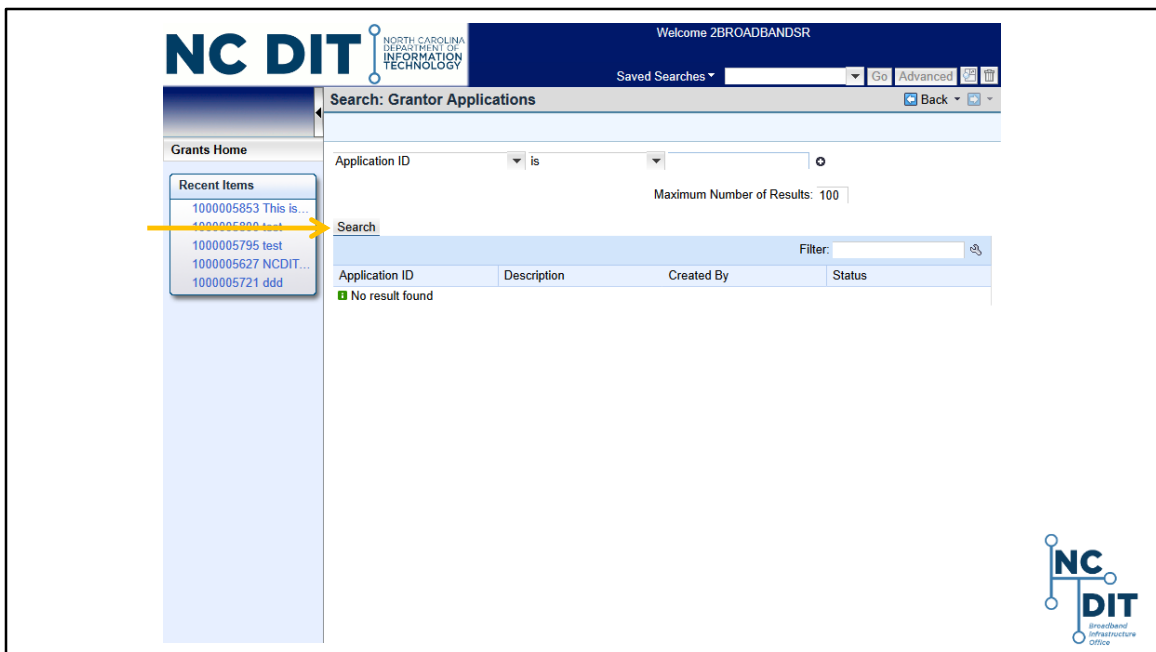 NC DIT
NORTH CAROLINA
DEPARTMENT OF
INFORMATION
TECHNOLOGY
Welcome 2BROADBANDSR
Saved Searches Go Advanced
Search: Grantor Applications Back
Grants Home
Application ID is
Recent Items
Maximum Number of Results: 100
1000005853 This is...
1000005800 test
Search
1000005795 test
Filter:
1000005627 NCDIT...
1000005721 ddd
Application ID Description Created By Status
No result found
NC
DIT
Broadband
Infrastructure
Office